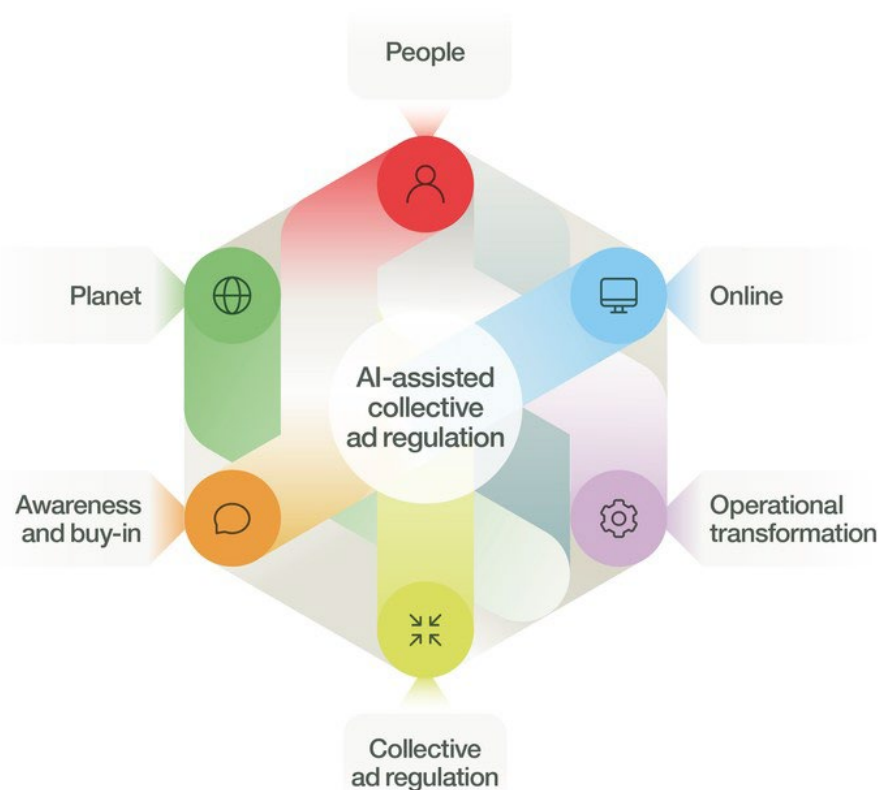 People
Planet
Online
AI-assisted
collective
ad regulation
Awareness
and buy-in
Operational
transformation
Collective
ad regulation